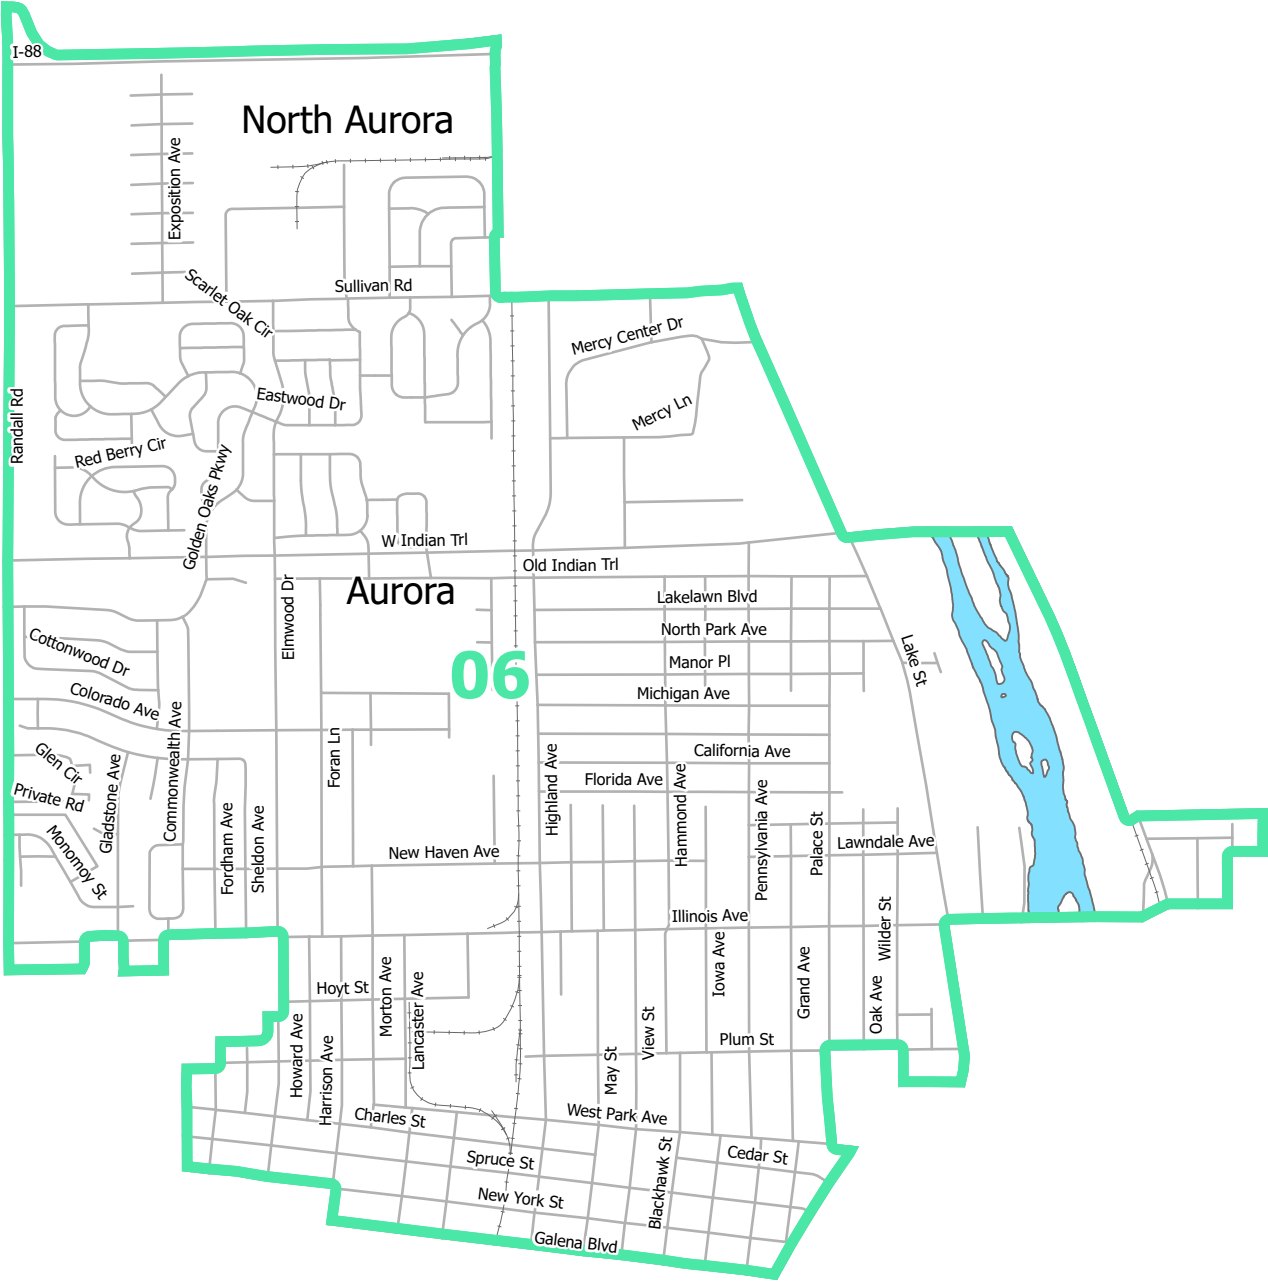 I-88
North Aurora
Exposition Ave
Scarlet Oak Cir
Sullivan Rd
Mercy Center Dr
Randall Rd
Eastwood Dr
Mercy Ln
Red Berry Cir
Golden Oaks Pkwy
W Indian Trl
Old Indian Trl
Aurora
Elmwood Dr
Lakelawn Blvd
North Park Ave
Cottonwood Dr
Manor Pl
Lake St
06
Michigan Ave
Colorado Ave
Commonwealth Ave
Foran Ln
California Ave
Glen Cir
Florida Ave
Highland Ave
Private Rd
Gladstone Ave
Hammond Ave
Pennsylvania Ave
Palace St
Fordham Ave
Sheldon Ave
Monomoy St
New Haven Ave
Lawndale Ave
Illinois Ave
Wilder St
Iowa Ave
Hoyt St
Morton Ave
Lancaster Ave
Grand Ave
Oak Ave
View St
Howard Ave
Harrison Ave
Plum St
May St
Charles St
West Park Ave
Spruce St
Cedar St
Blackhawk St
New York St
Galena Blvd